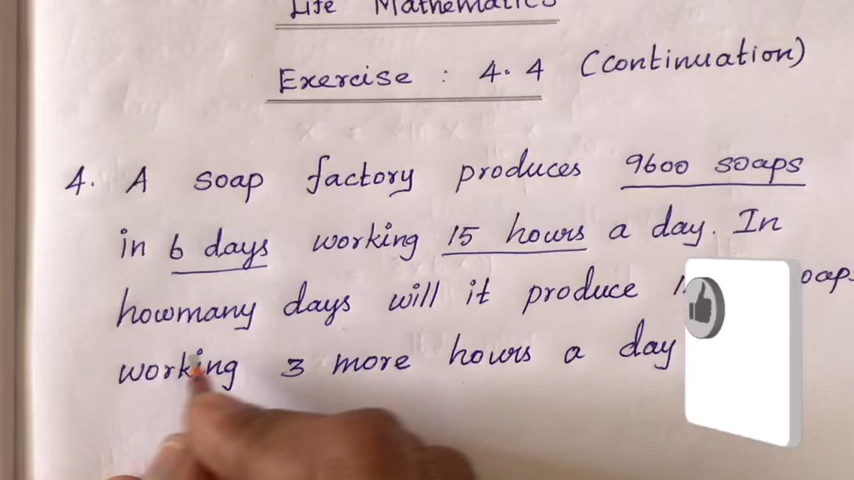 Life Mathematics
Exercise : 4.4 (continuation)
4. A soap factory produces 9600 soaps
in 6 days working 15 hours a day. In
howmany days will it produce
working 3 more hours a day